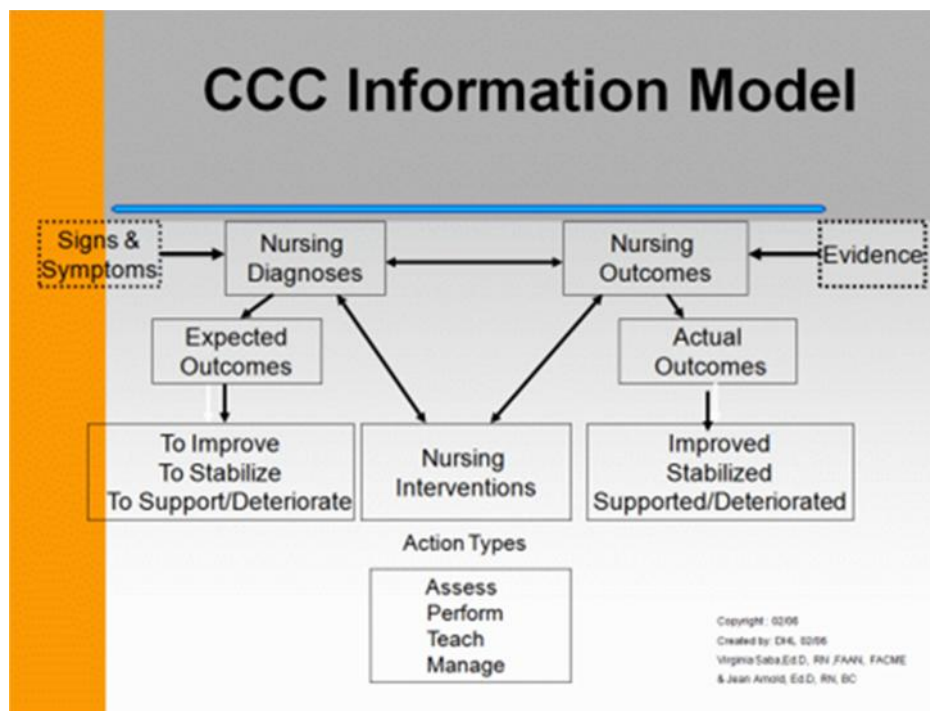 CCC Information Model
Signs &
Symptoms
Nursing
Diagnoses
Nursing
Outcomes
Evidence
Expected
Outcomes
Actual
Outcomes
To Improve
To Stabilize
To Support/Deteriorate
Nursing
Interventions
Improved
Stabilized
Supported/Deteriorated
Action Types
Assess
Perform
Teach
Manage
Copyright : 02/06
Created by: DHL 02/06
Virginia Saba,Ed.D, RN ,FAAN, FACME
& Jean Arnold, Ed.D, RN, BC